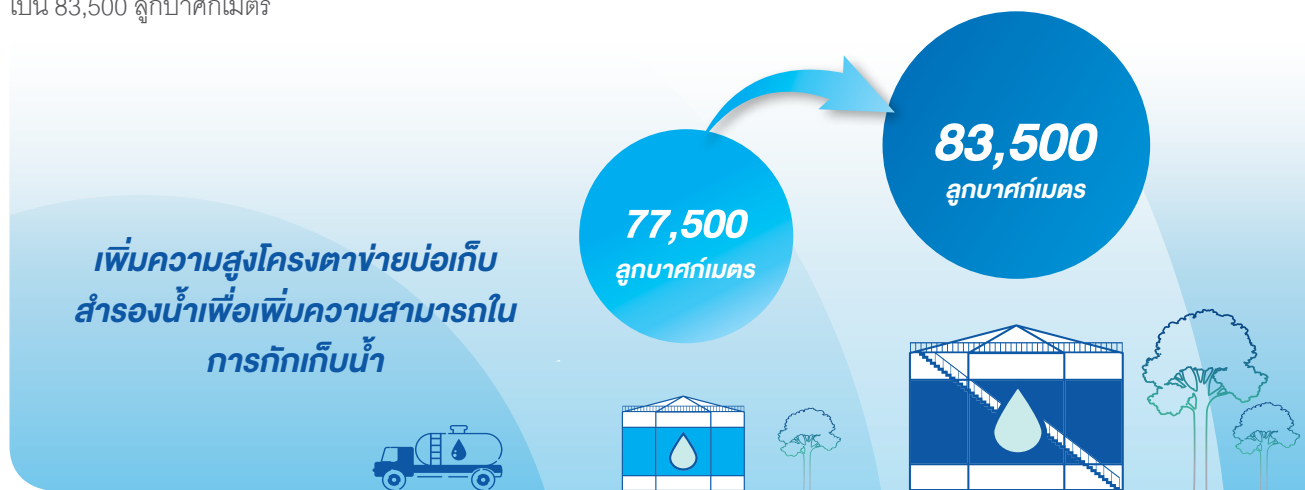 เป็น 83,500 ลูกบาศก์เมตร
83,500
ลูกบาศก์เมตร
77,500
ลูกบาศก์เมตร
เพิ่มความสูงโครงตาข่ายบ่อเก็บ
สำรองน้ำเพื่อเพิ่มความสามารถใน
การกักเก็บน้ำ